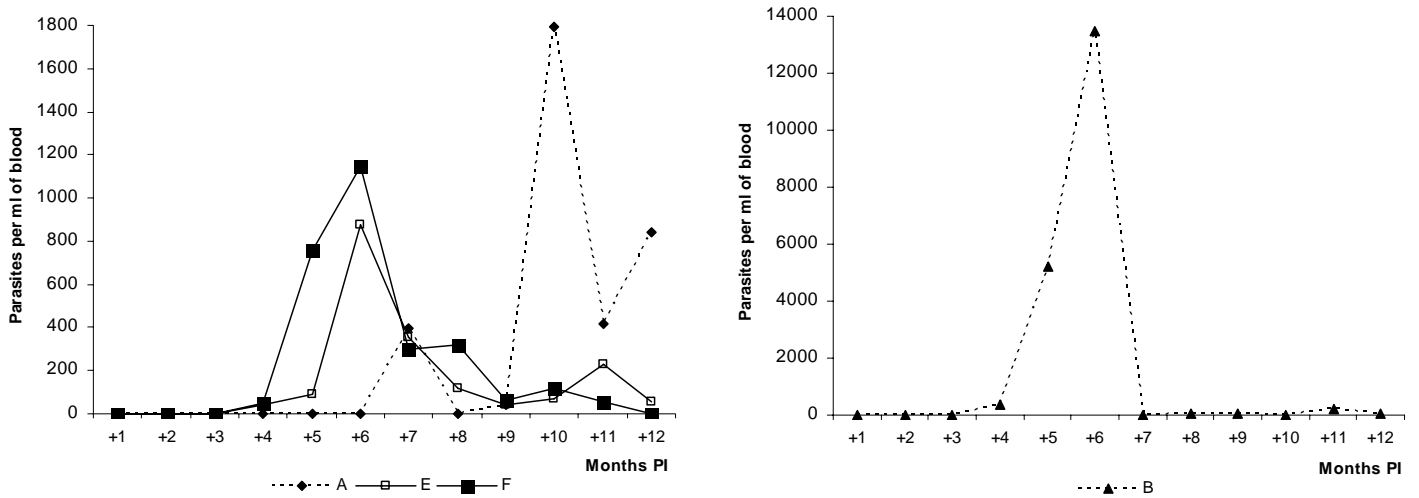 Parasites per ml of blood
1800
1600
1400
1200
1000
800
600
400
200
0
+1 +2 +3 +4 +5 +6 +7 +8 +9 +10 +11 +12
Months PI
A E F
Parasites per ml of blood
14000
12000
10000
8000
6000
4000
2000
0
+1 +2 +3 +4 +5 +6 +7 +8 +9 +10 +11 +12
Months PI
B